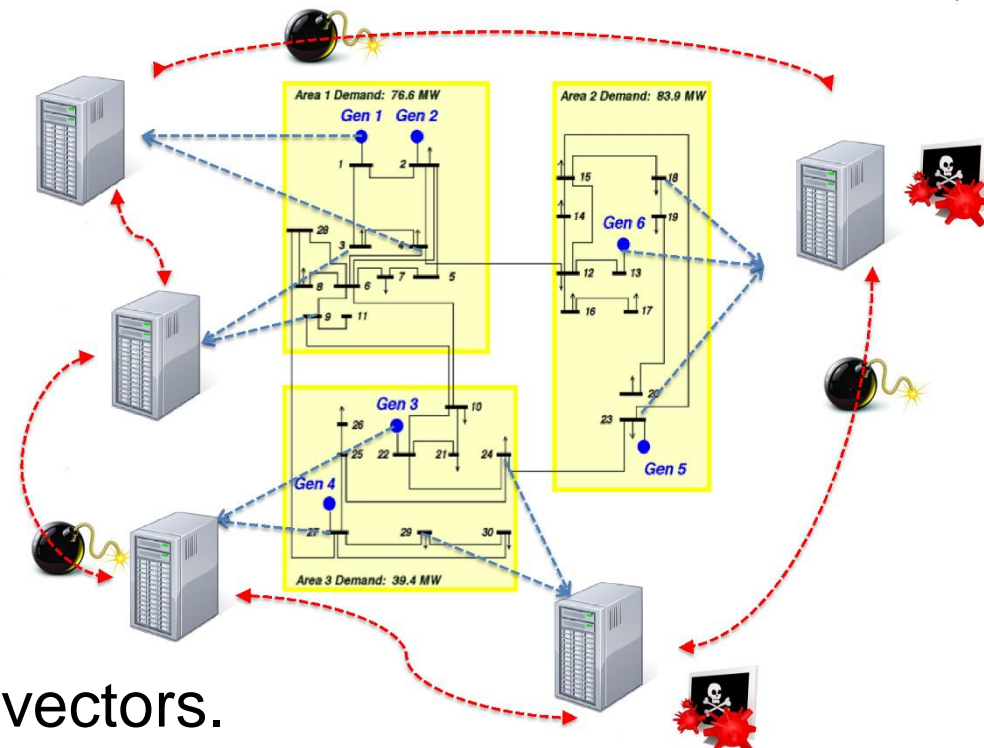 Area 1 Demand: 76.6 MW
Gen 1 Gen 2
1 2
28 3 4
8 6 7 5
9 11
Area 2 Demand: 83.9 MW
15 18
14 19
Gen 6
12 13
16 17
20
23
Gen 5
10
Gen 3
26
25 22 21 24
Gen 4
27 29 30
Area 3 Demand: 39.4 MW
vectors.